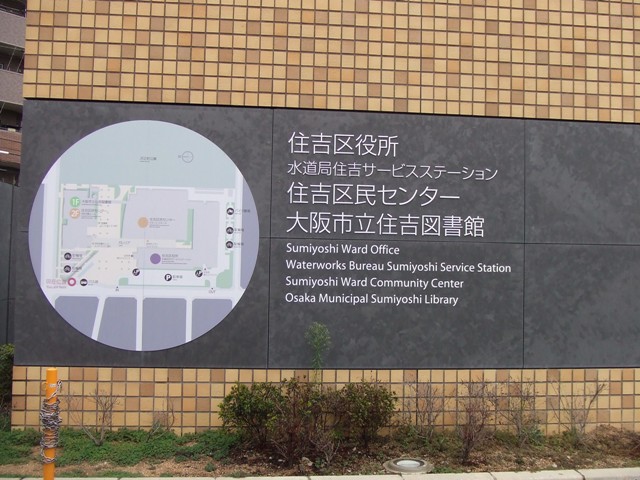 住吉区役所
水道局住吉サービスステーション
住吉区民センター
大阪市立住吉図書館
Sumiyoshi Ward Office
Waterworks Bureau Sumiyoshi Service Station
Sumiyoshi Ward Community Center
Osaka Municipal Sumiyoshi Library